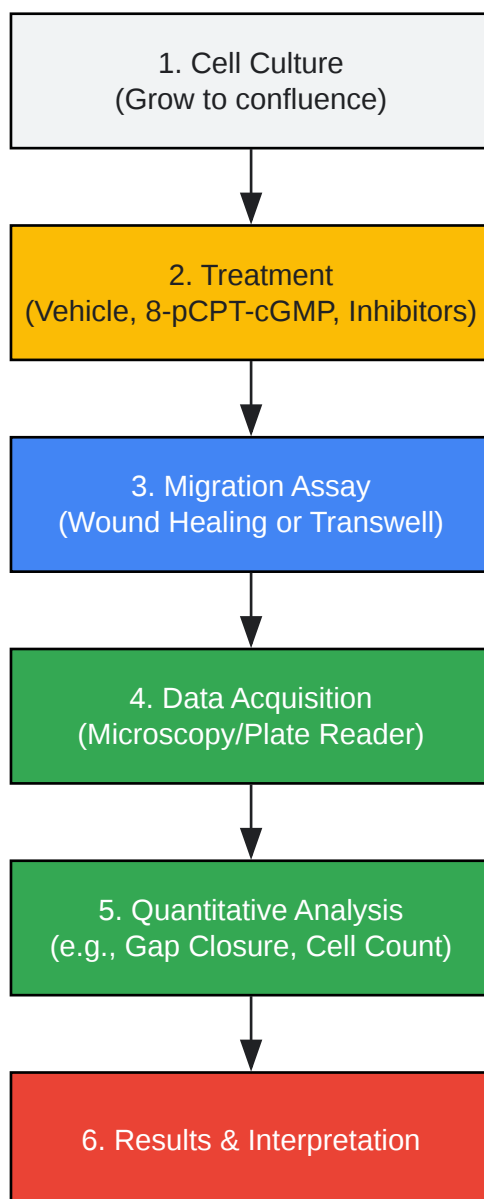 1. Cell Culture
(Grow to confluence)
2. Treatment
(Vehicle, 8-pCPT-cGMP, Inhibitors)
3. Migration Assay
(Wound Healing or Transwell)
4. Data Acquisition
(Microscopy/Plate Reader)
5. Quantitative Analysis
(e.g., Gap Closure, Cell Count)
6. Results & Interpretation